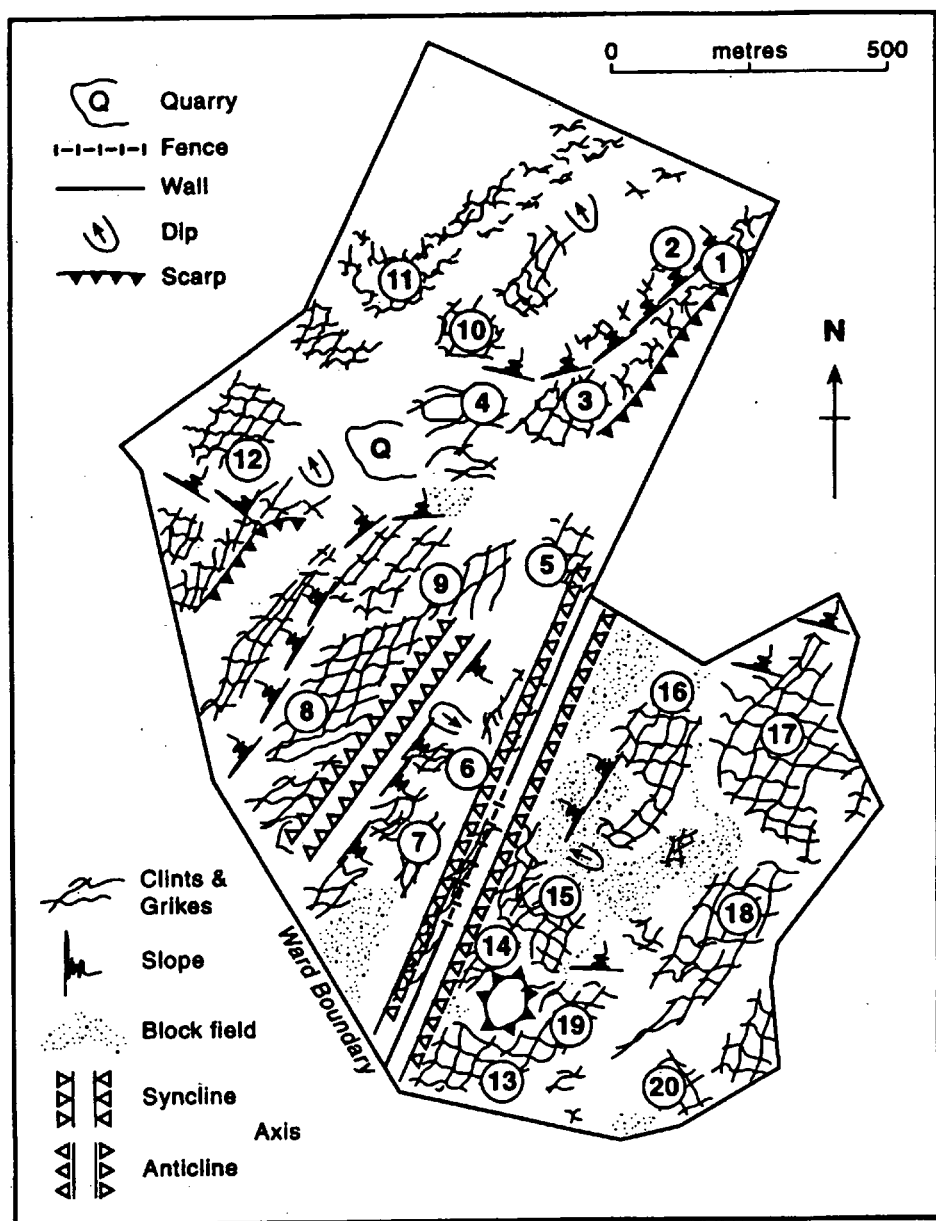 0 metres 500
Q Quarry
Fence
Wall
Dip
Scarp
N
2
1
11
10
4
3
12
Q
5
9
8
6
7
16
17
15
18
14
19
13
20
Ward Boundary
Clints &
Grikes
Slope
Block field
Syncline
Axis
Anticline